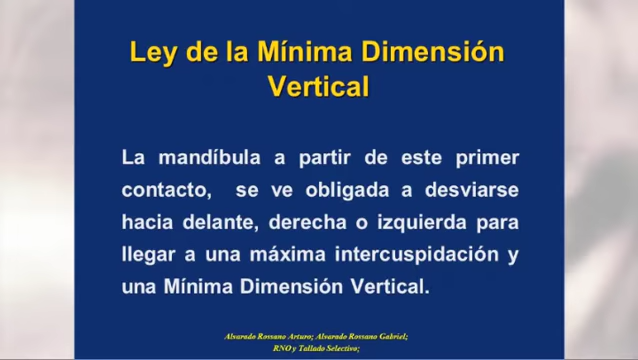 Ley de la Mínima Dimensión
Vertical
La mandíbula a partir de este primer
contacto, se ve obligada a desviarse
hacia delante, derecha o izquierda para
llegar a una máxima intercuspidación y
una Mínima Dimensión Vertical.
Alvarado Rossano Arturo; Alvarado Rossano Gabriel;
RNO y Tallado Selectivo;